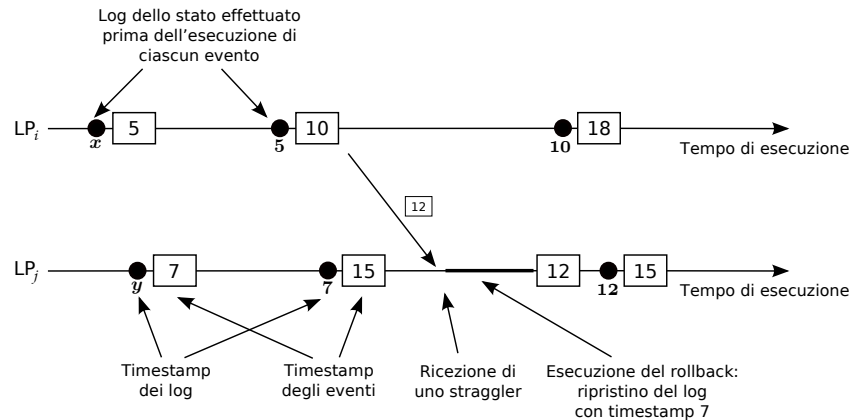 Log dello stato effettuato
prima dell'esecuzione di
ciascun evento
LPi
5
10
18
x
5
10
Tempo di esecuzione
12
LPj
7
15
12
15
y
7
12
Tempo di esecuzione
Timestamp
dei log
Timestamp
degli eventi
Ricezione di
uno straggler
Esecuzione del rollback:
ripristino del log
con timestamp 7